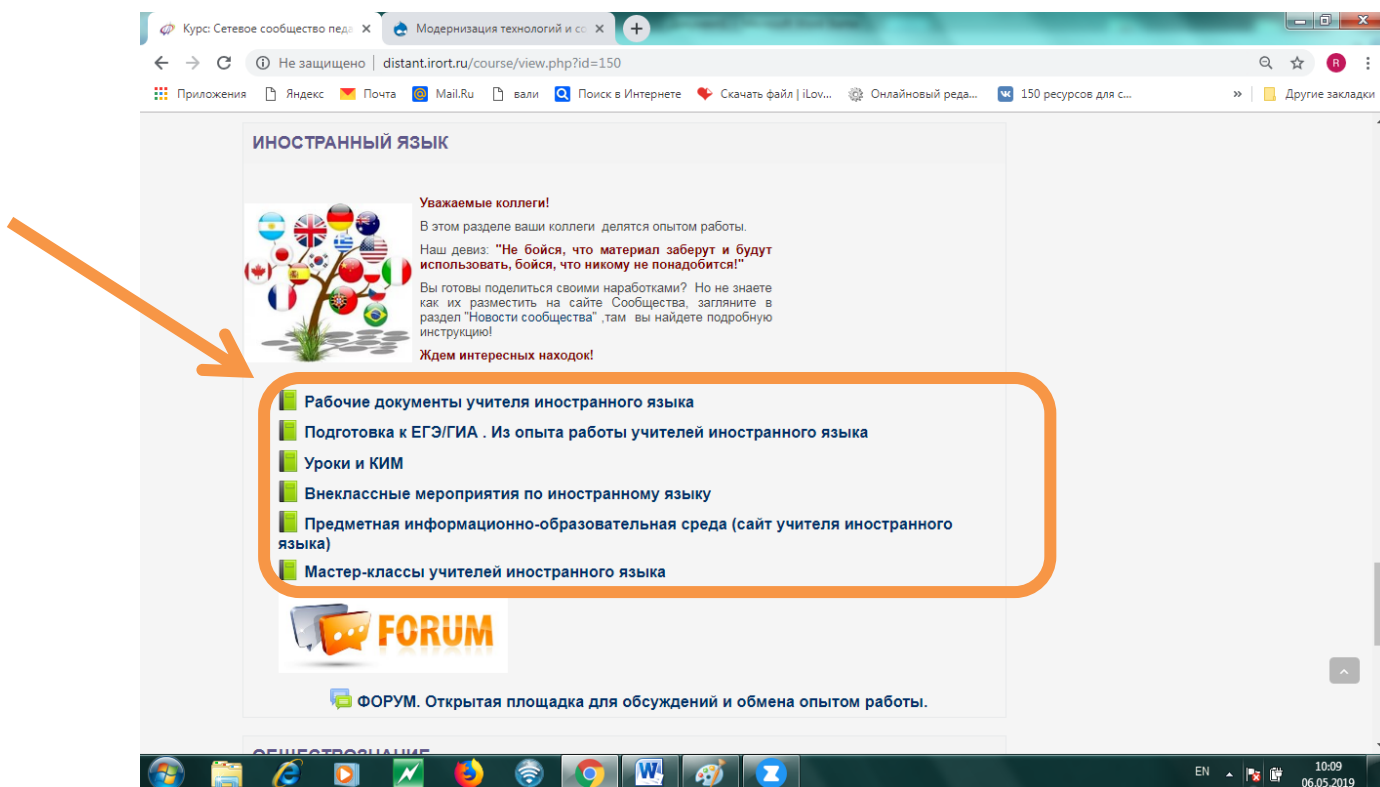 Курс: Сетевое сообщество педа
Модернизация технологий и со
Не защищено | distant.irort.ru/course/view.php?id=150
R
Приложения Яндекс Почта Mail.Ru вали Поиск в Интернете Скачать файл | iLov... Онлайновый реда... 150 ресурсов для с... » Другие закладки
ИНОСТРАННЫЙ ЯЗЫК
Уважаемые коллеги!
В этом разделе ваши коллеги делятся опытом работы.
Наш девиз: "Не бойся, что материал заберут и будут
использовать, бойся, что никому не понадобится!"
Вы готовы поделиться своими наработками? Но не знаете
как их разместить на сайте Сообщества, загляните в
раздел "Новости сообщества" ,там вы найдете подробную
инструкцию!
Ждем интересных находок!
Рабочие документы учителя иностранного языка
Подготовка к ЕГЭ/ГИА . Из опыта работы учителей иностранного языка
Уроки и КИМ
Внеклассные мероприятия по иностранному языку
Предметная информационно-образовательная среда (сайт учителя иностранного
языка)
Мастер-классы учителей иностранного языка
FORUM
ФОРУМ. Открытая площадка для обсуждений и обмена опытом работы.
ОБЩЕСТВОЗНАНИЕ
EN 10:09
06.05.2019